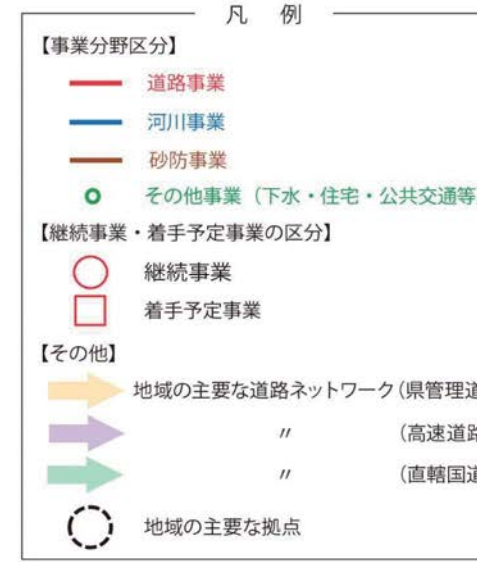 凡 例
【事業分野区分】
道路事業
河川事業
砂防事業
その他事業(下水・住宅・公共交通等
【継続事業・着手予定事業の区分】
継続事業
着手予定事業
【その他】
地域の主要な道路ネットワーク(県管理道
〃 (高速道路
〃 (直轄国道
地域の主要な拠点